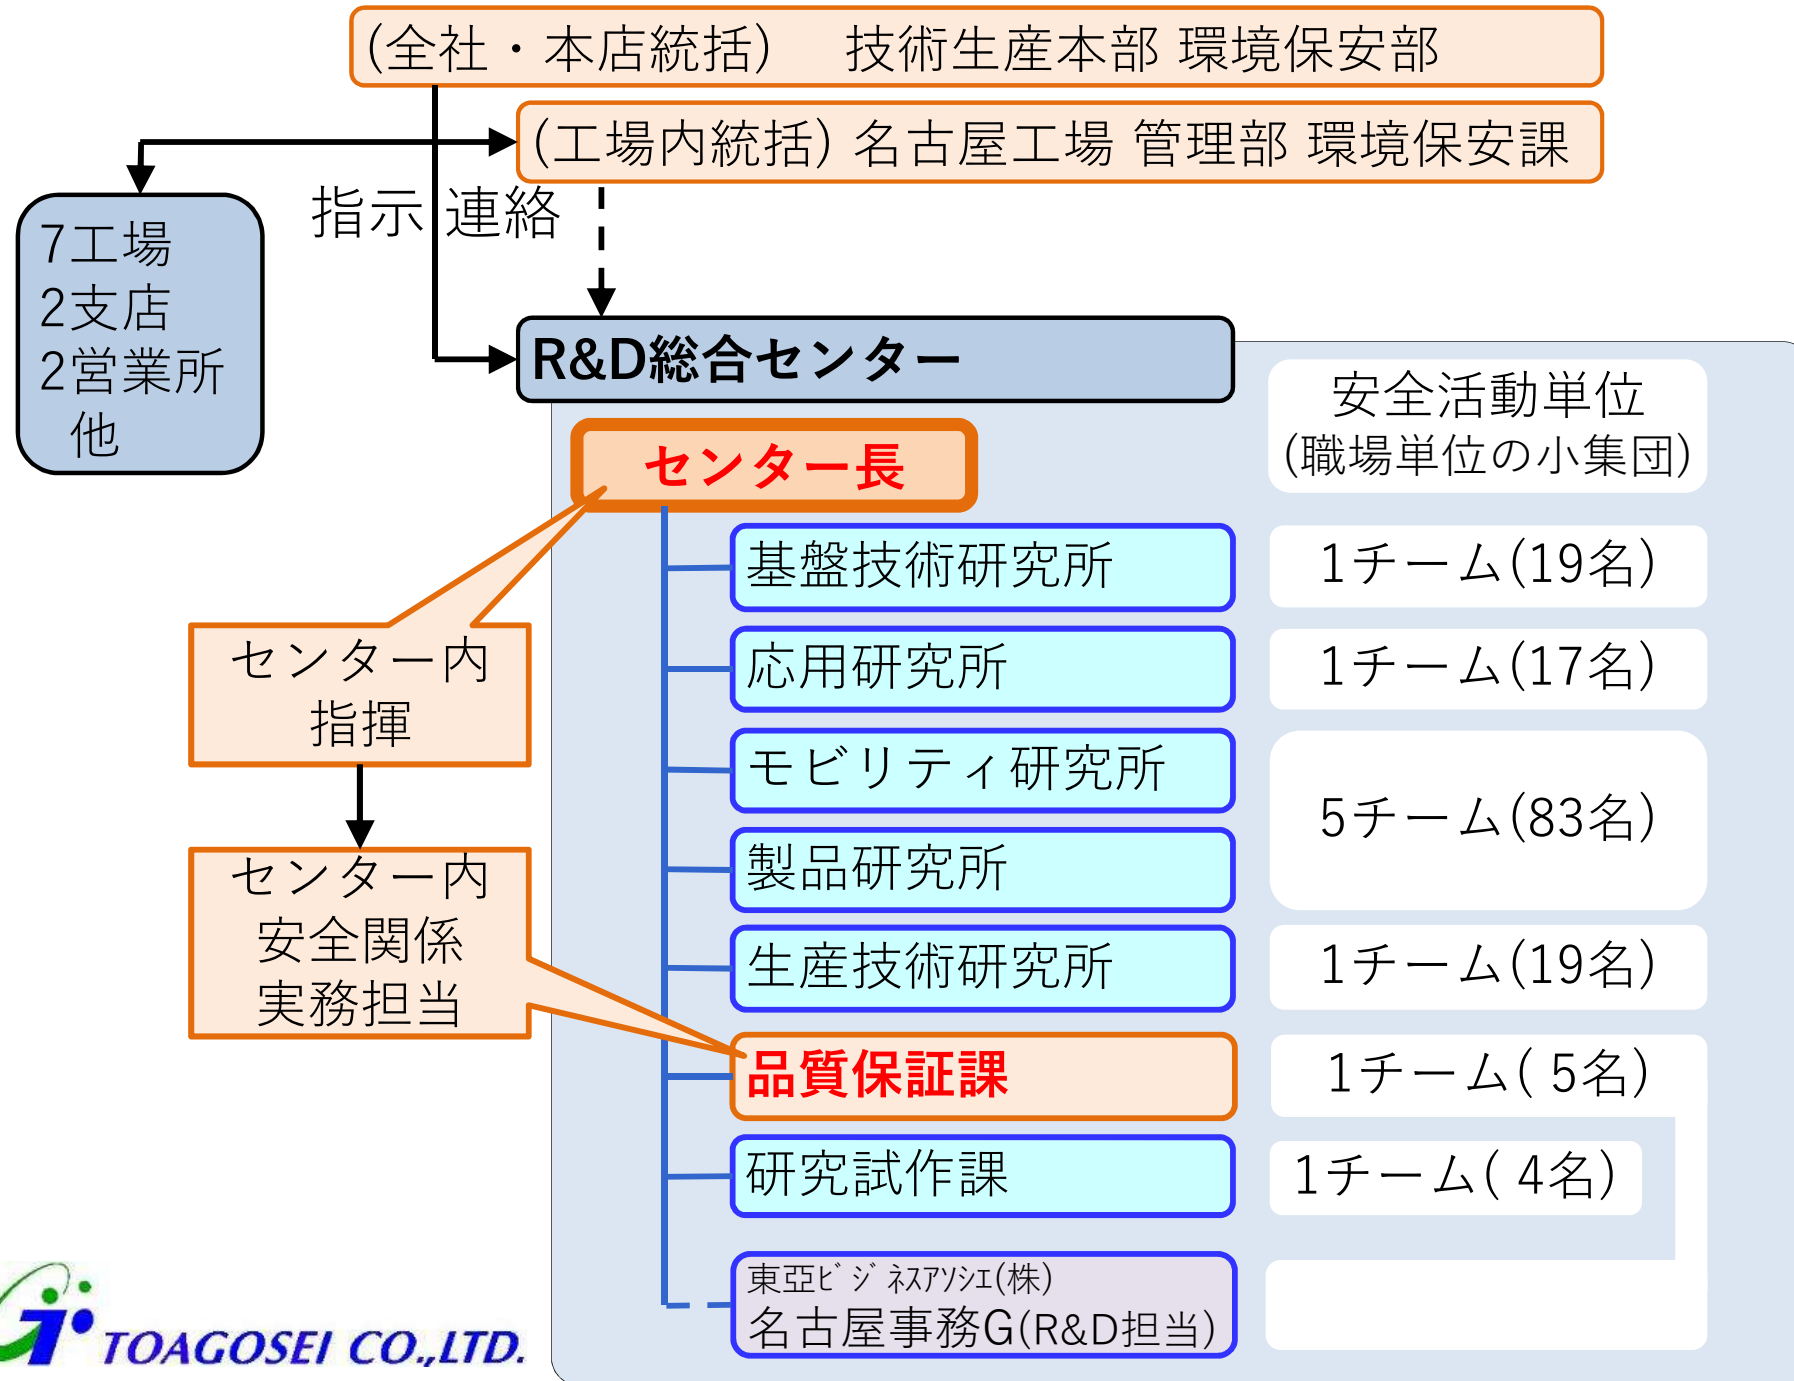 (全社・本店統括)　技術生産本部 環境保安部
(工場内統括) 名古屋工場 管理部 環境保安課
指示 連絡
7工場
2支店
2営業所
他
R&D総合センター
安全活動単位
(職場単位の小集団)
センター長
基盤技術研究所
1チーム(19名)
応用研究所
1チーム(17名)
センター内
指揮
モビリティ研究所
5チーム(83名)
製品研究所
センター内
安全関係
実務担当
生産技術研究所
1チーム(19名)
品質保証課
1チーム( 5名)
研究試作課
1チーム( 4名)
東亞ﾋﾞｼﾞﾈｽｱｿｼｴ(株)
名古屋事務G(R&D担当)
TOAGOSEI CO.,LTD.